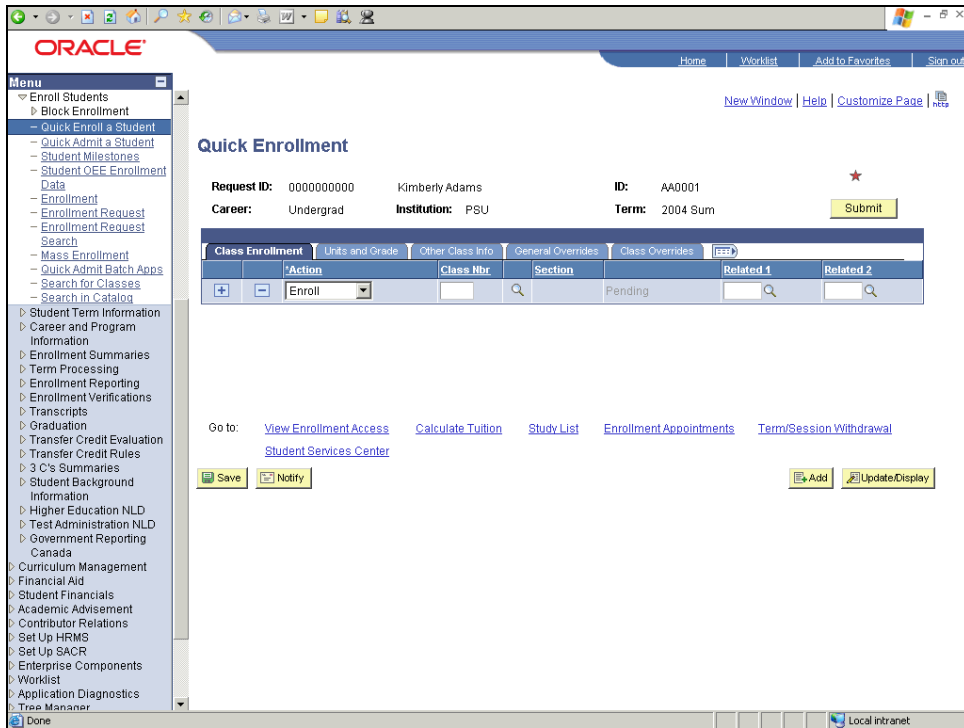 ORACLE'
Home | Worklist | Add to Favorites | Sign out
Menu
Enroll Students
Block Enrollment
Quick Enroll a Student
Quick Admit a Student
Student Milestones
Student OEE Enrollment
Data
Enrollment
Enrollment Request
Enrollment Request
Search
Mass Enrollment
Quick Admit Batch Apps
Search for Classes
Search in Catalog
Student Term Information
Career and Program
Information
Enrollment Summaries
Term Processing
Enrollment Reporting
Enrollment Verifications
Transcripts
Graduation
Transfer Credit Evaluation
Transfer Credit Rules
3 C's Summaries
Student Background
Information
Higher Education NLD
Test Administration NLD
Government Reporting
Canada
Curriculum Management
Financial Aid
Student Financials
Academic Advisement
Contributor Relations
Set Up HRMS
Set Up SACR
Enterprise Components
Worklist
Application Diagnostics
Tree Manager
New Window | Help | Customize Page | http
Quick Enrollment
Request ID: 0000000000 Kimberly Adams ID: AA0001
Career: Undergrad Institution: PSU Term: 2004 Sum Submit
Class Enrollment Units and Grade Other Class Info General Overrides Class Overrides
*Action Class Nbr Section Related 1 Related 2
Enroll Pending
Go to: View Enrollment Access Calculate Tuition Study List Enrollment Appointments Term/Session Withdrawal
Student Services Center
Save Notify Add Update/Display
Done Local intranet